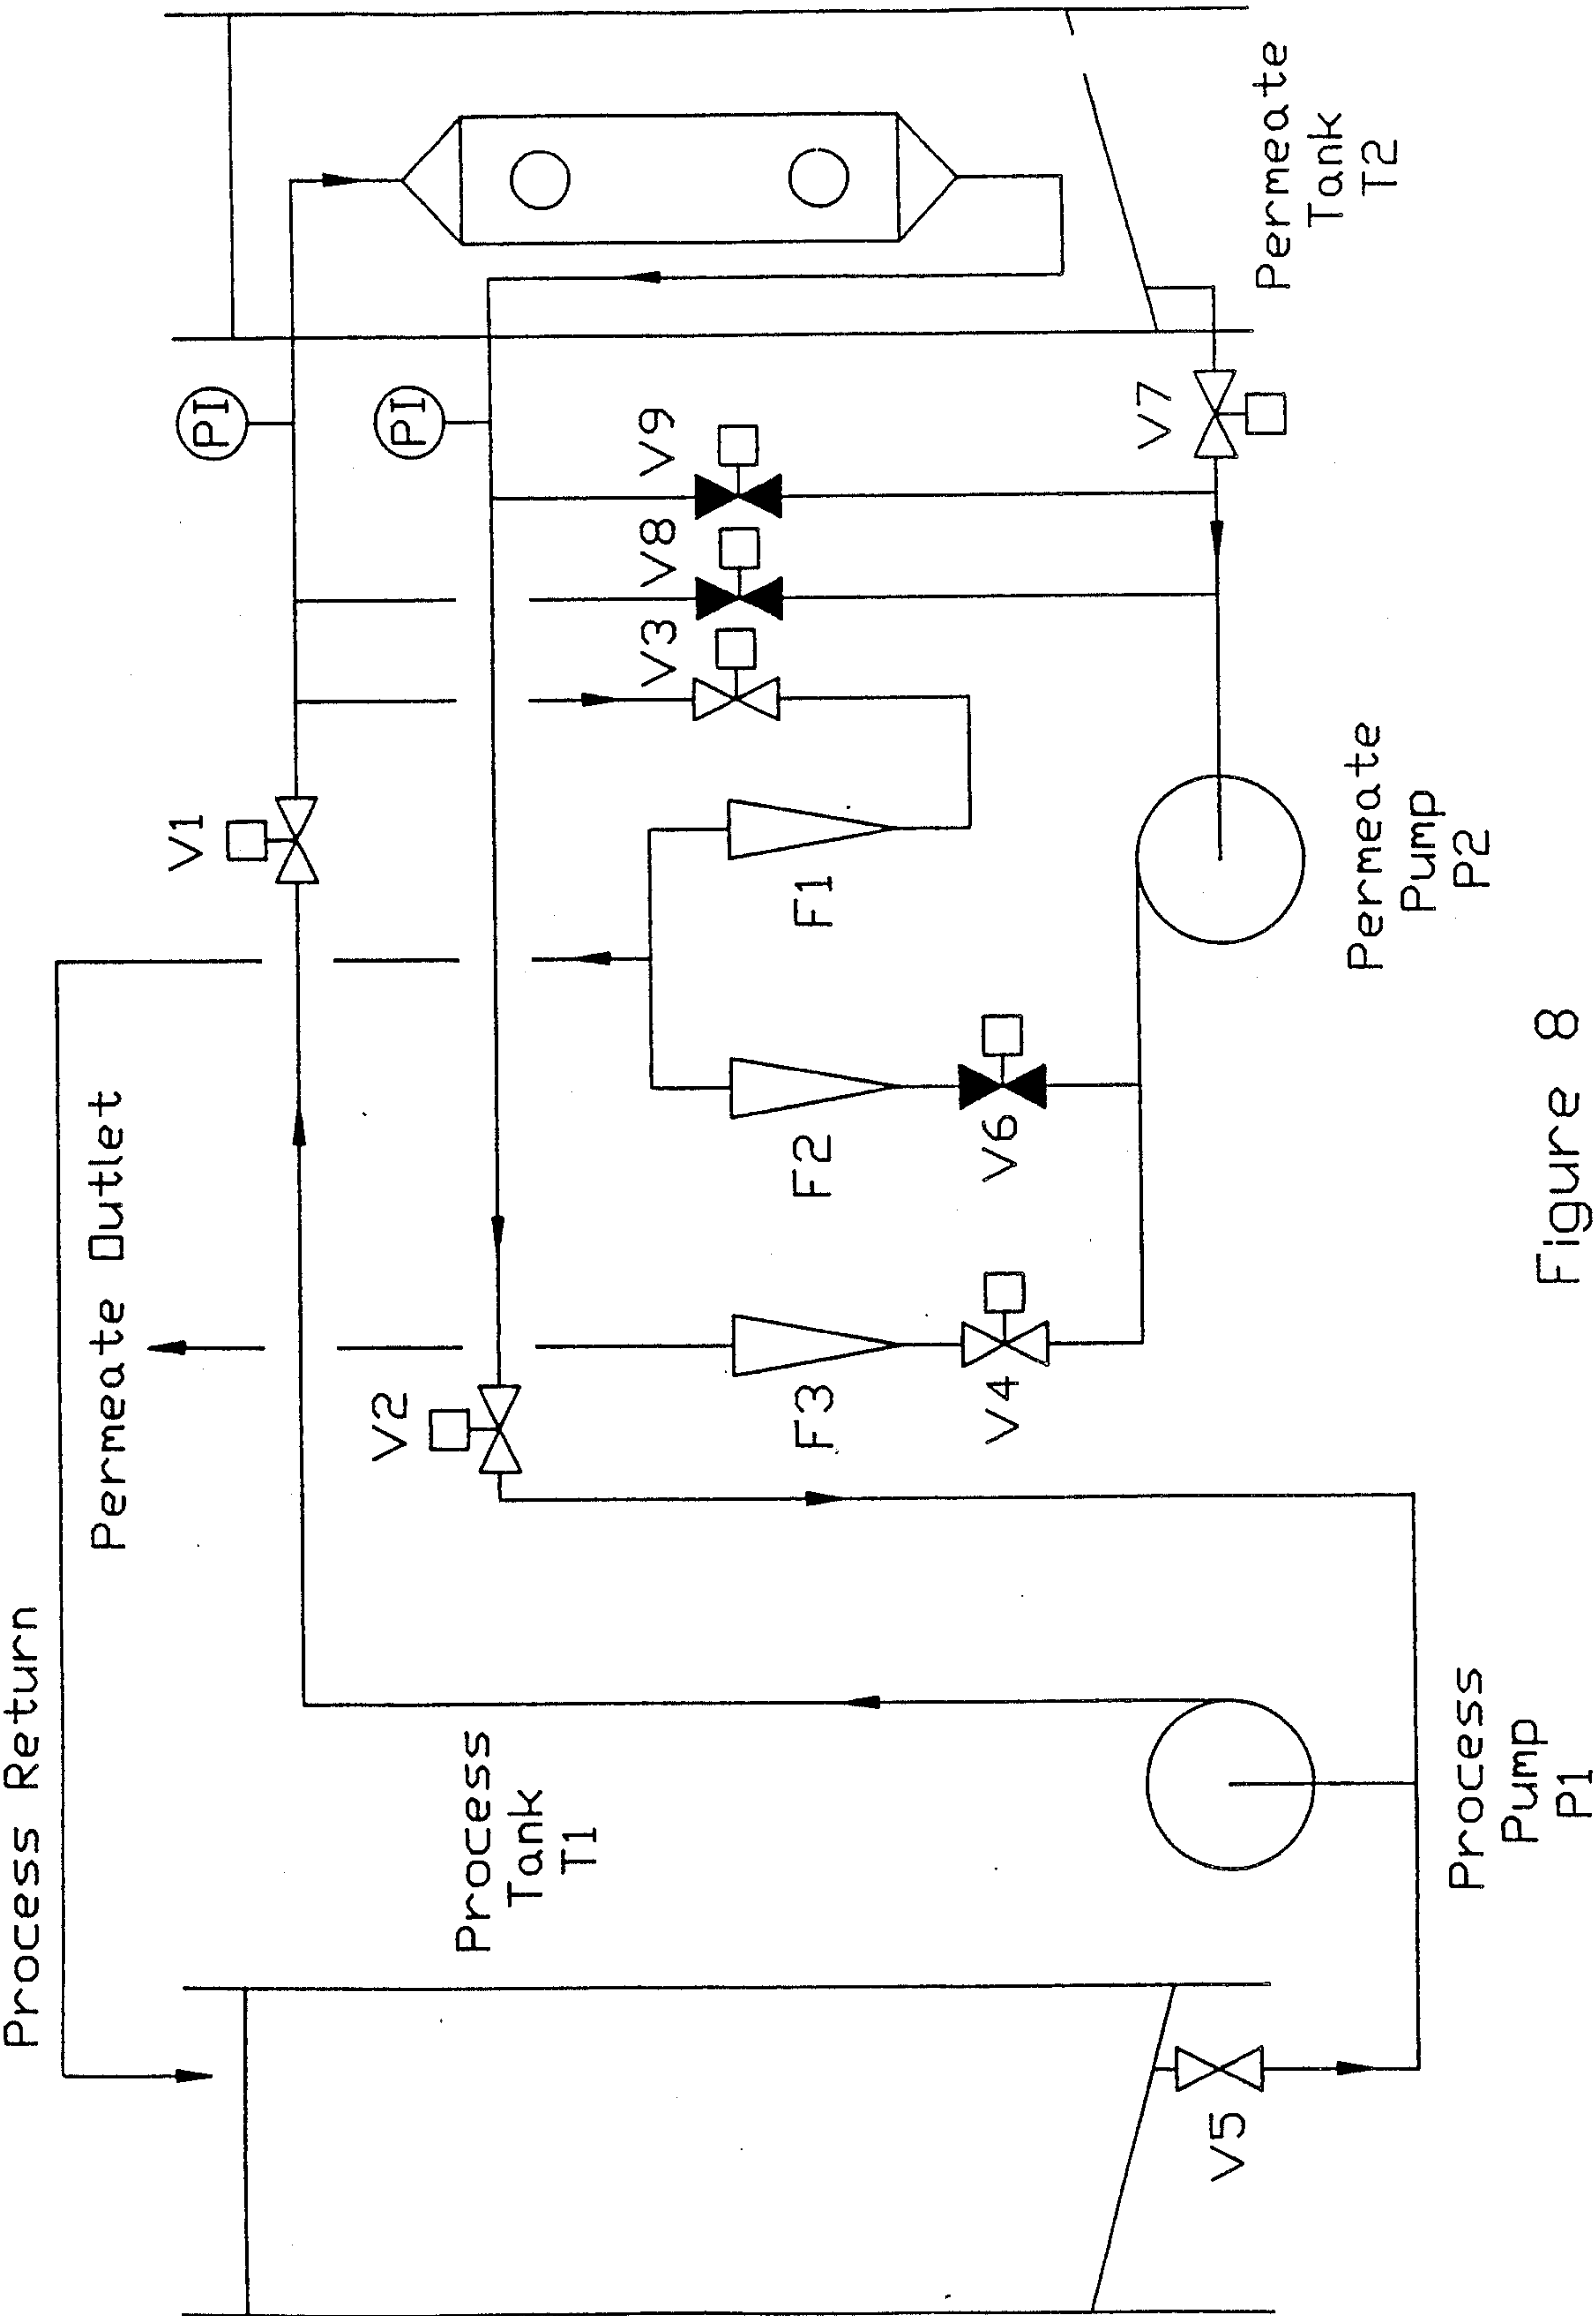 Process Return
Permeate Outlet
V1
PI
PI
V2
V9
V8
V3
Process
Tank
T1
F3
F2
F1
V4
V6
V7
V5
Permeate
Tank
T2
Process
Pump
P1
Permeate
Pump
P2
Figure 8